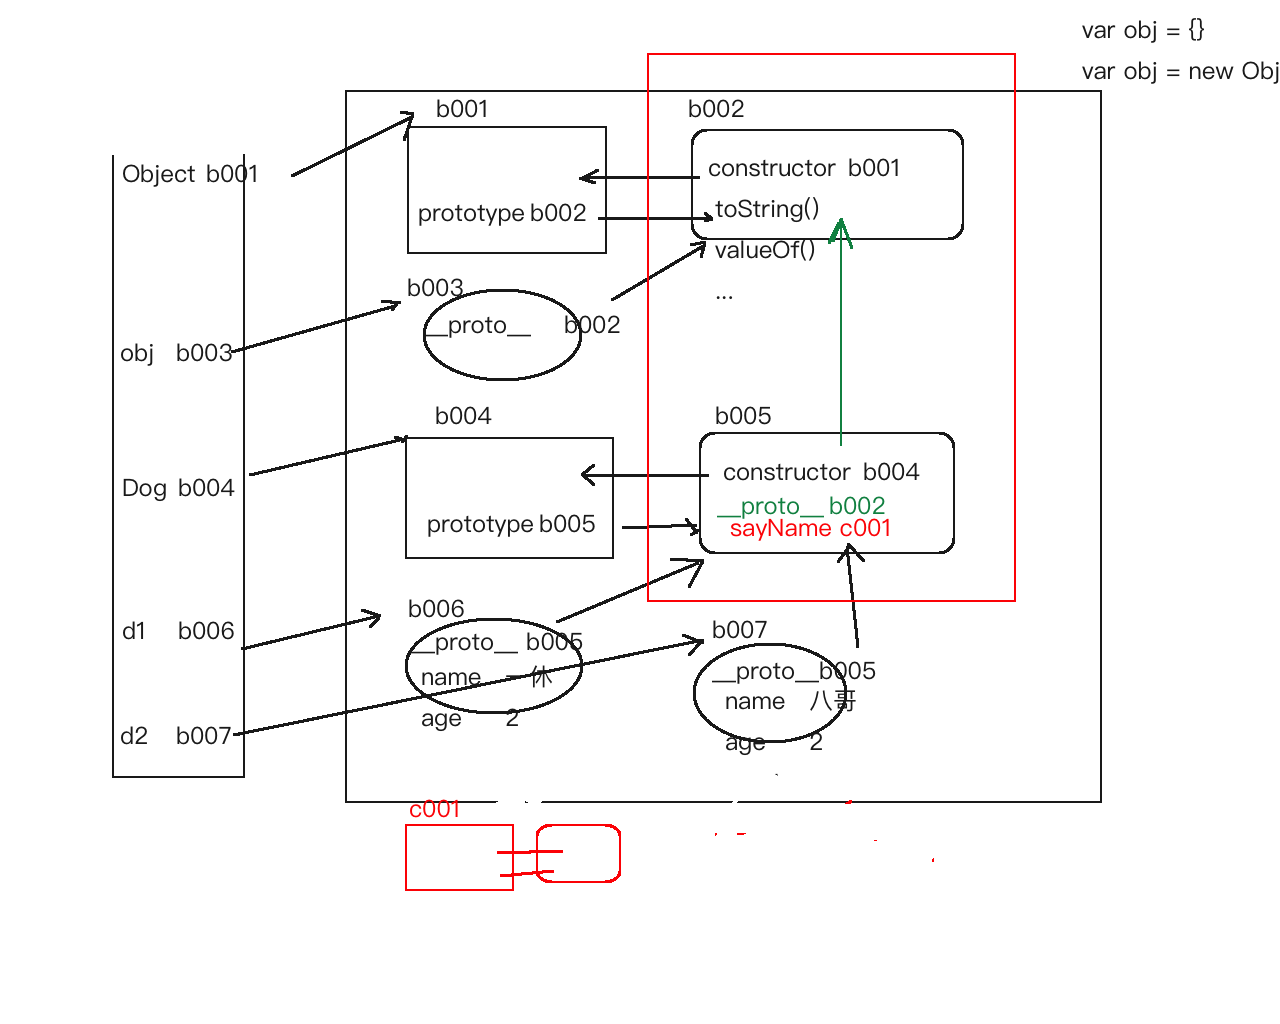 var obj = {}
var obj = new Obj
b001
b002
Object b001
constructor b001
prototype b002
toString()
valueOf()
...
b003
__proto__ b002
obj b003
b004
b005
Dog b004
constructor b004
prototype b005
__proto__ b002
sayName c001
b006
d1 b006
__proto__ b005
name 一休
age 2
b007
__proto__b005
name 八哥
age 2
d2 b007
c001